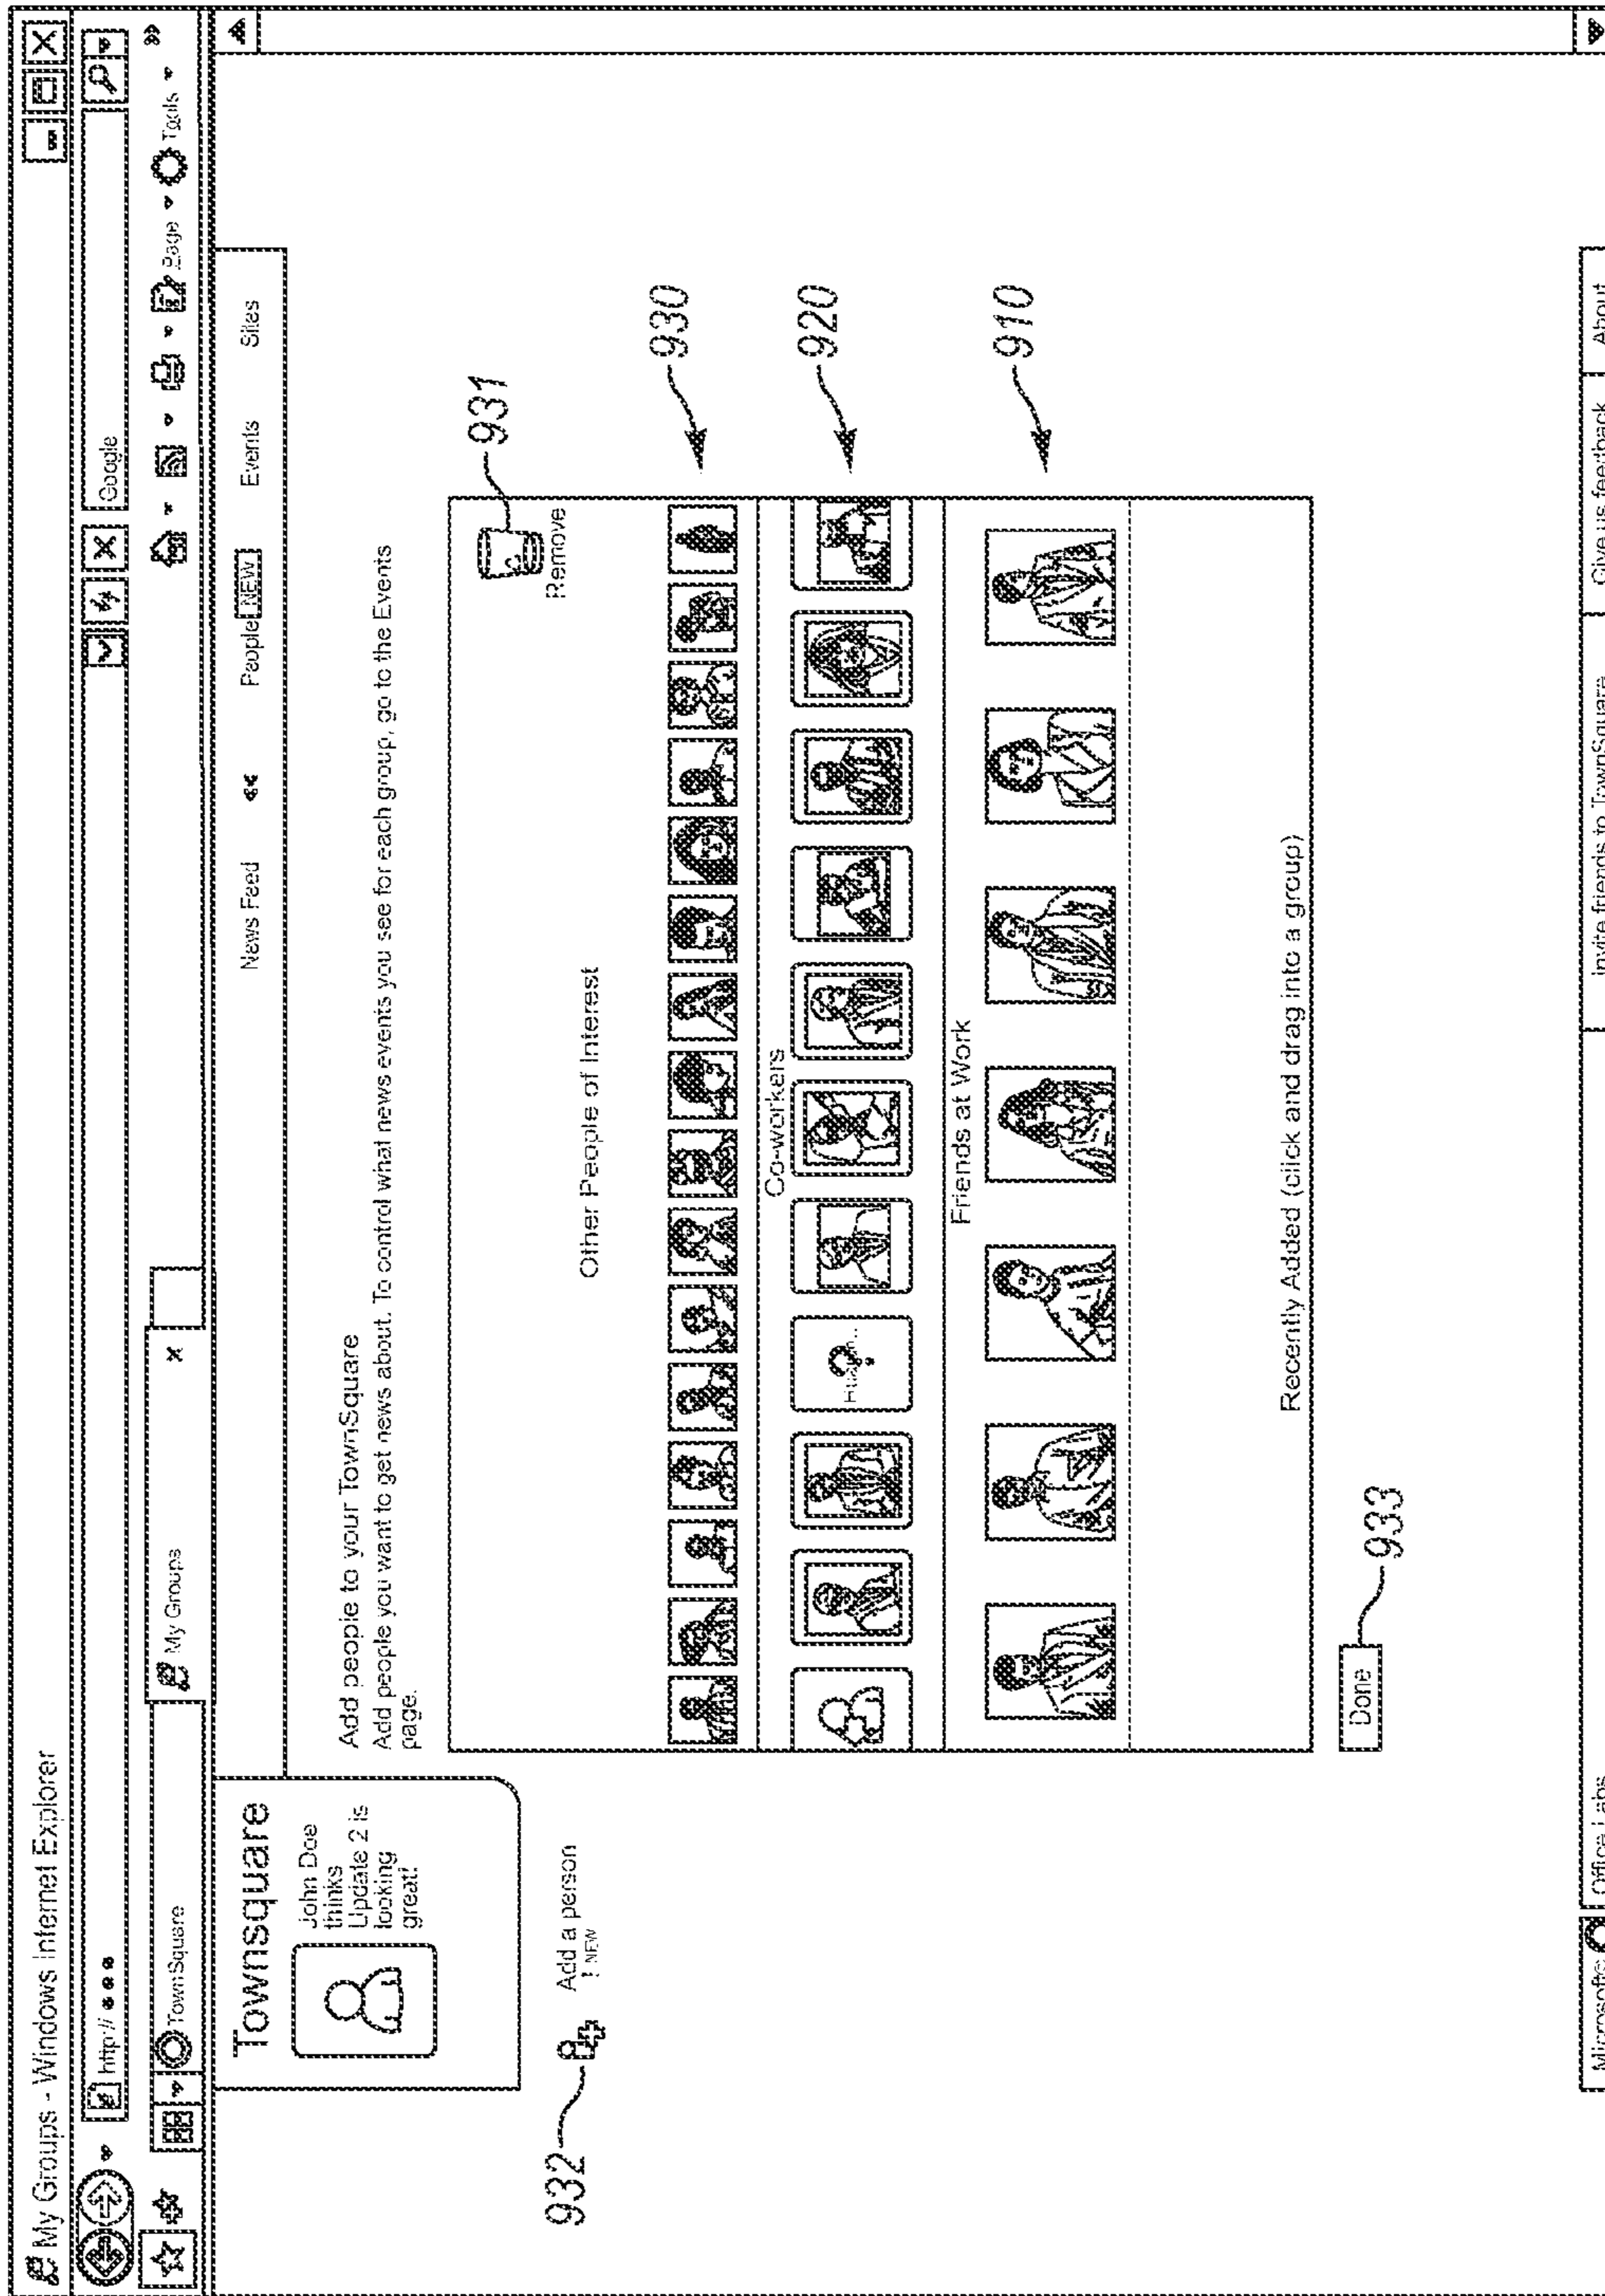 My Groups - Windows Internet Explorer
http://
Google
TownSquare
My Groups
Page
Tools
Townsquare
John Doe
thinks
Update 2 is
looking
great!
News Feed
People NEW
Events
Sites
932
Add a person
! NEW
Add people to your TownSquare
Add people you want to get news about. To control what news events you see for each group, go to the Events
page.
931
Remove
Other People of Interest
930
Co-workers
920
Friends at Work
910
Recently Added (click and drag into a group)
Done
933
Office Labs
Invite friends to TownSquare
Give us feedback
About